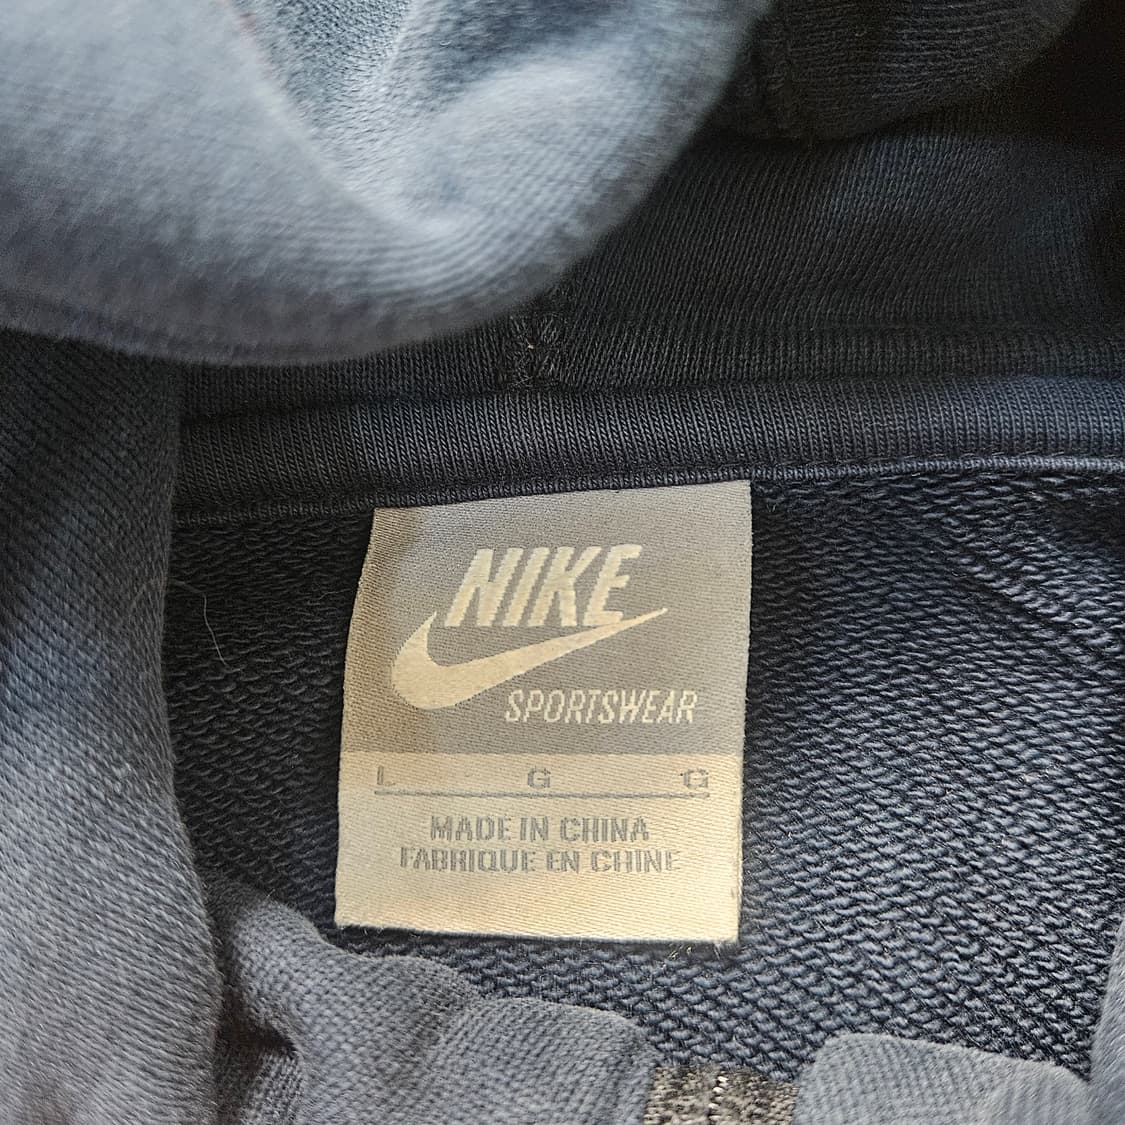 NIKE
SPORTSWEAR
L G G
MADE IN CHINA
FABRIQUE EN CHINE